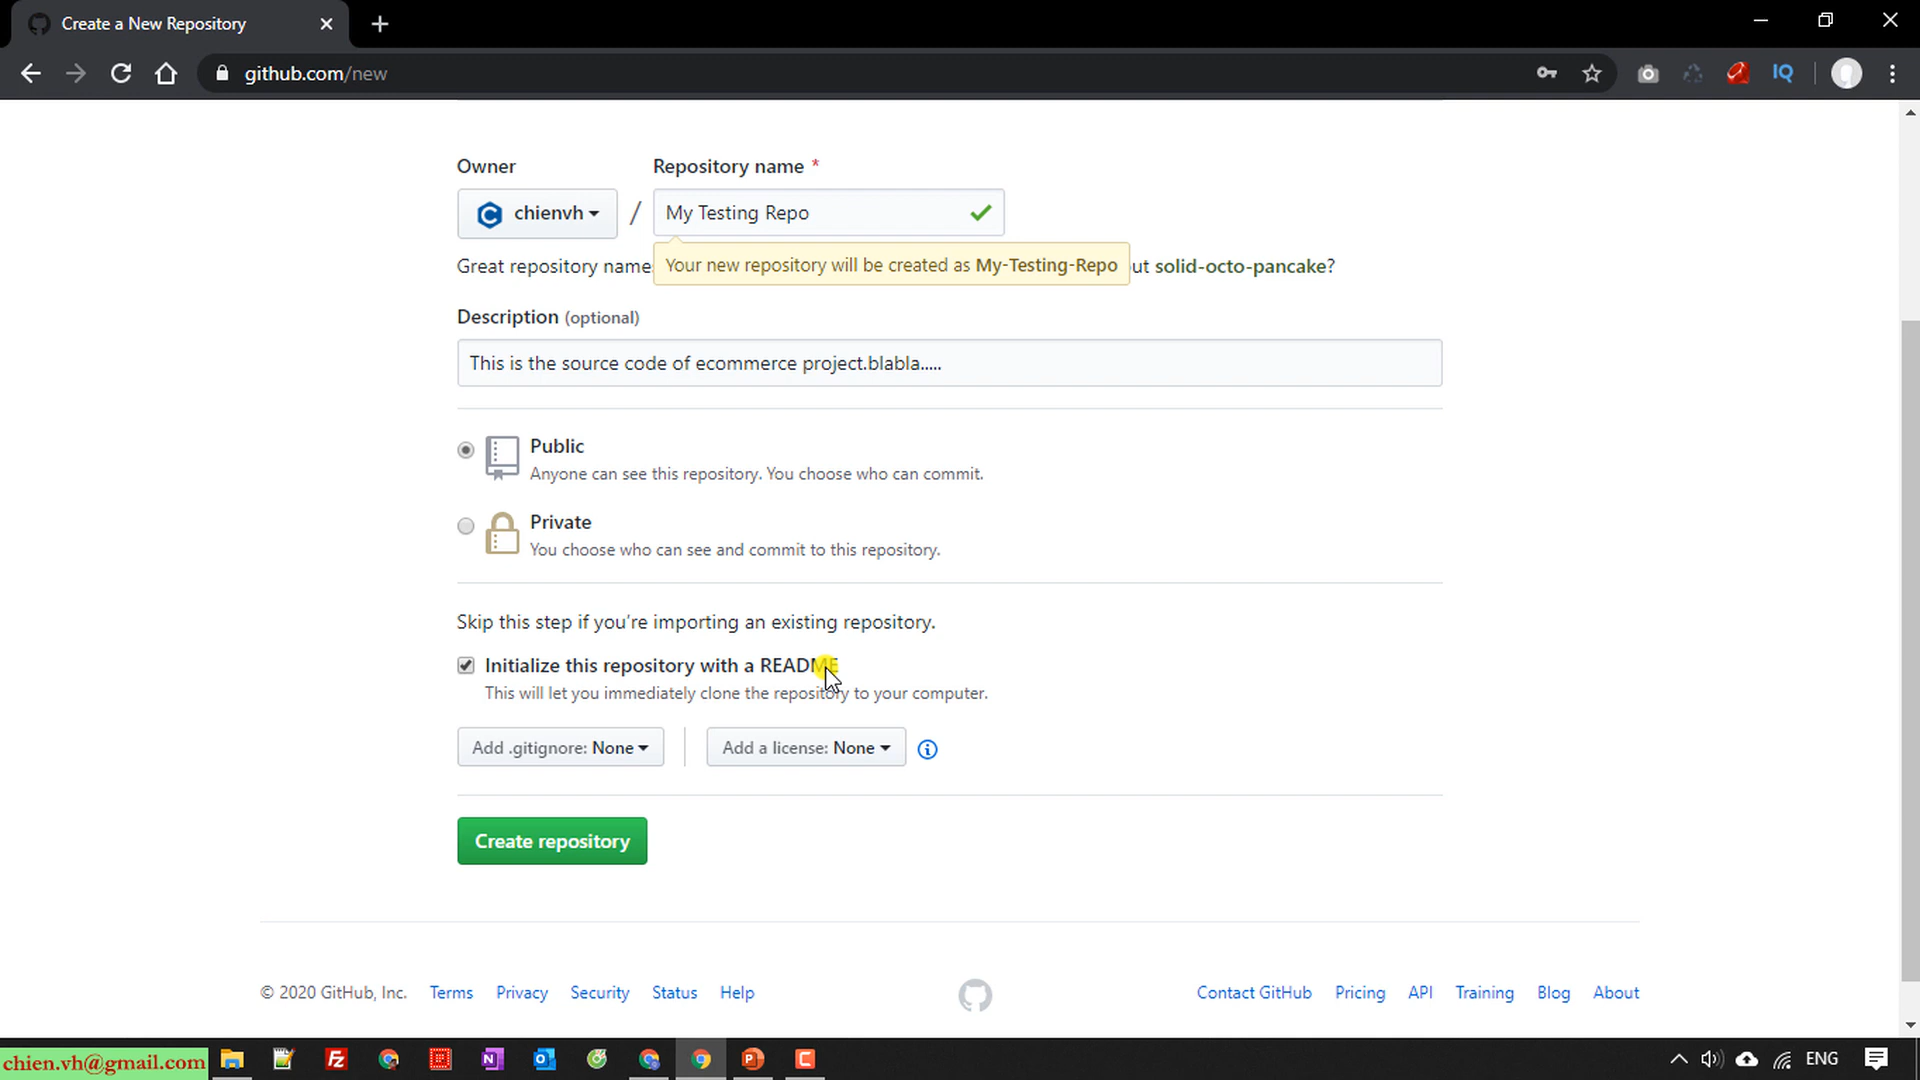 Create a New Repository
github.com/new
IQ
Owner
Repository name *
chienvh
/
My Testing Repo
Great repository name
Your new repository will be created as My-Testing-Repo
ut solid-octo-pancake?
Description (optional)
This is the source code of ecommerce project.blabla.....
Public
Anyone can see this repository. You choose who can commit.
Private
You choose who can see and commit to this repository.
Skip this step if you're importing an existing repository.
Initialize this repository with a README
This will let you immediately clone the repository to your computer.
Add .gitignore: None
Add a license: None
Create repository
© 2020 GitHub, Inc.
Terms
Privacy
Security
Status
Help
Contact GitHub
Pricing
API
Training
Blog
About
chien.vh@gmail.com
ENG